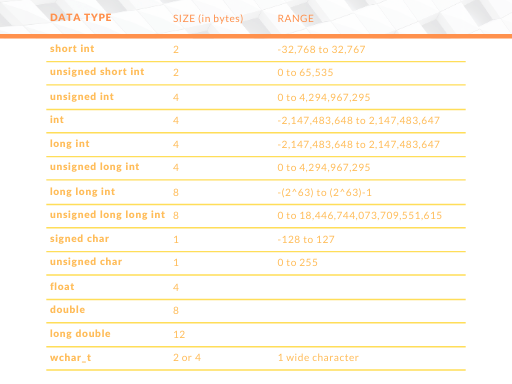 DATA TYPE SIZE (in bytes) RANGE
short int 2 -32,768 to 32,767
unsigned short int 2 0 to 65,535
unsigned int 4 0 to 4,294,967,295
int 4 -2,147,483,648 to 2,147,483,647
long int 4 -2,147,483,648 to 2,147,483,647
unsigned long int 4 0 to 4,294,967,295
long long int 8 -(2^63) to (2^63)-1
unsigned long long int 8 0 to 18,446,744,073,709,551,615
signed char 1 -128 to 127
unsigned char 1 0 to 255
float 4
double 8
long double 12
wchar_t 2 or 4 1 wide character